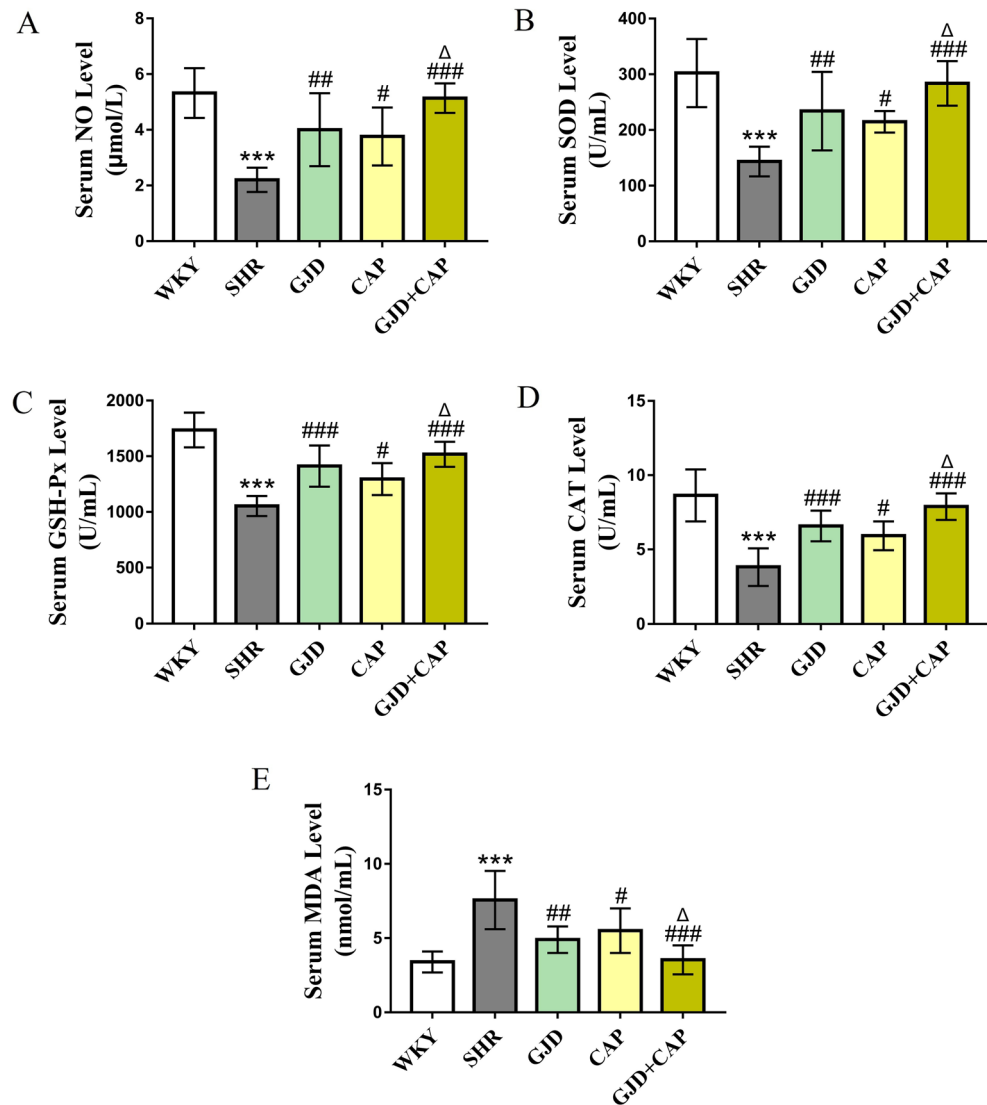 A
Serum NO Level
(µmol/L)
8
6
4
2
0
***
##
#
Δ
###
WKY
SHR
GJD
CAP
GJD+CAP
B
Serum SOD Level
(U/mL)
400
300
200
100
0
***
##
#
Δ
###
WKY
SHR
GJD
CAP
GJD+CAP
C
Serum GSH-Px Level
(U/mL)
2000
1500
1000
500
0
***
###
#
Δ
###
WKY
SHR
GJD
CAP
GJD+CAP
D
Serum CAT Level
(U/mL)
15
10
5
0
***
###
#
Δ
###
WKY
SHR
GJD
CAP
GJD+CAP
E
Serum MDA Level
(nmol/mL)
15
10
5
0
***
##
#
Δ
###
WKY
SHR
GJD
CAP
GJD+CAP